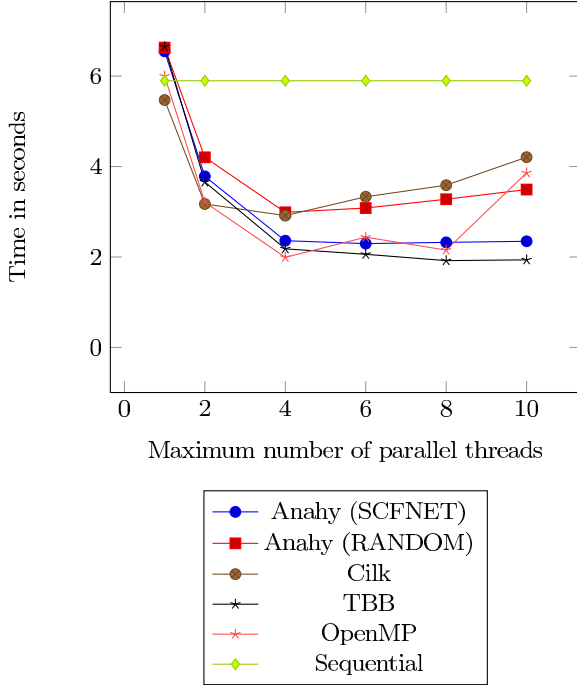 Time in seconds
6
4
2
0
0 2 4 6 8 10
Maximum number of parallel threads
Anahy (SCFNET)
Anahy (RANDOM)
Cilk
TBB
OpenMP
Sequential